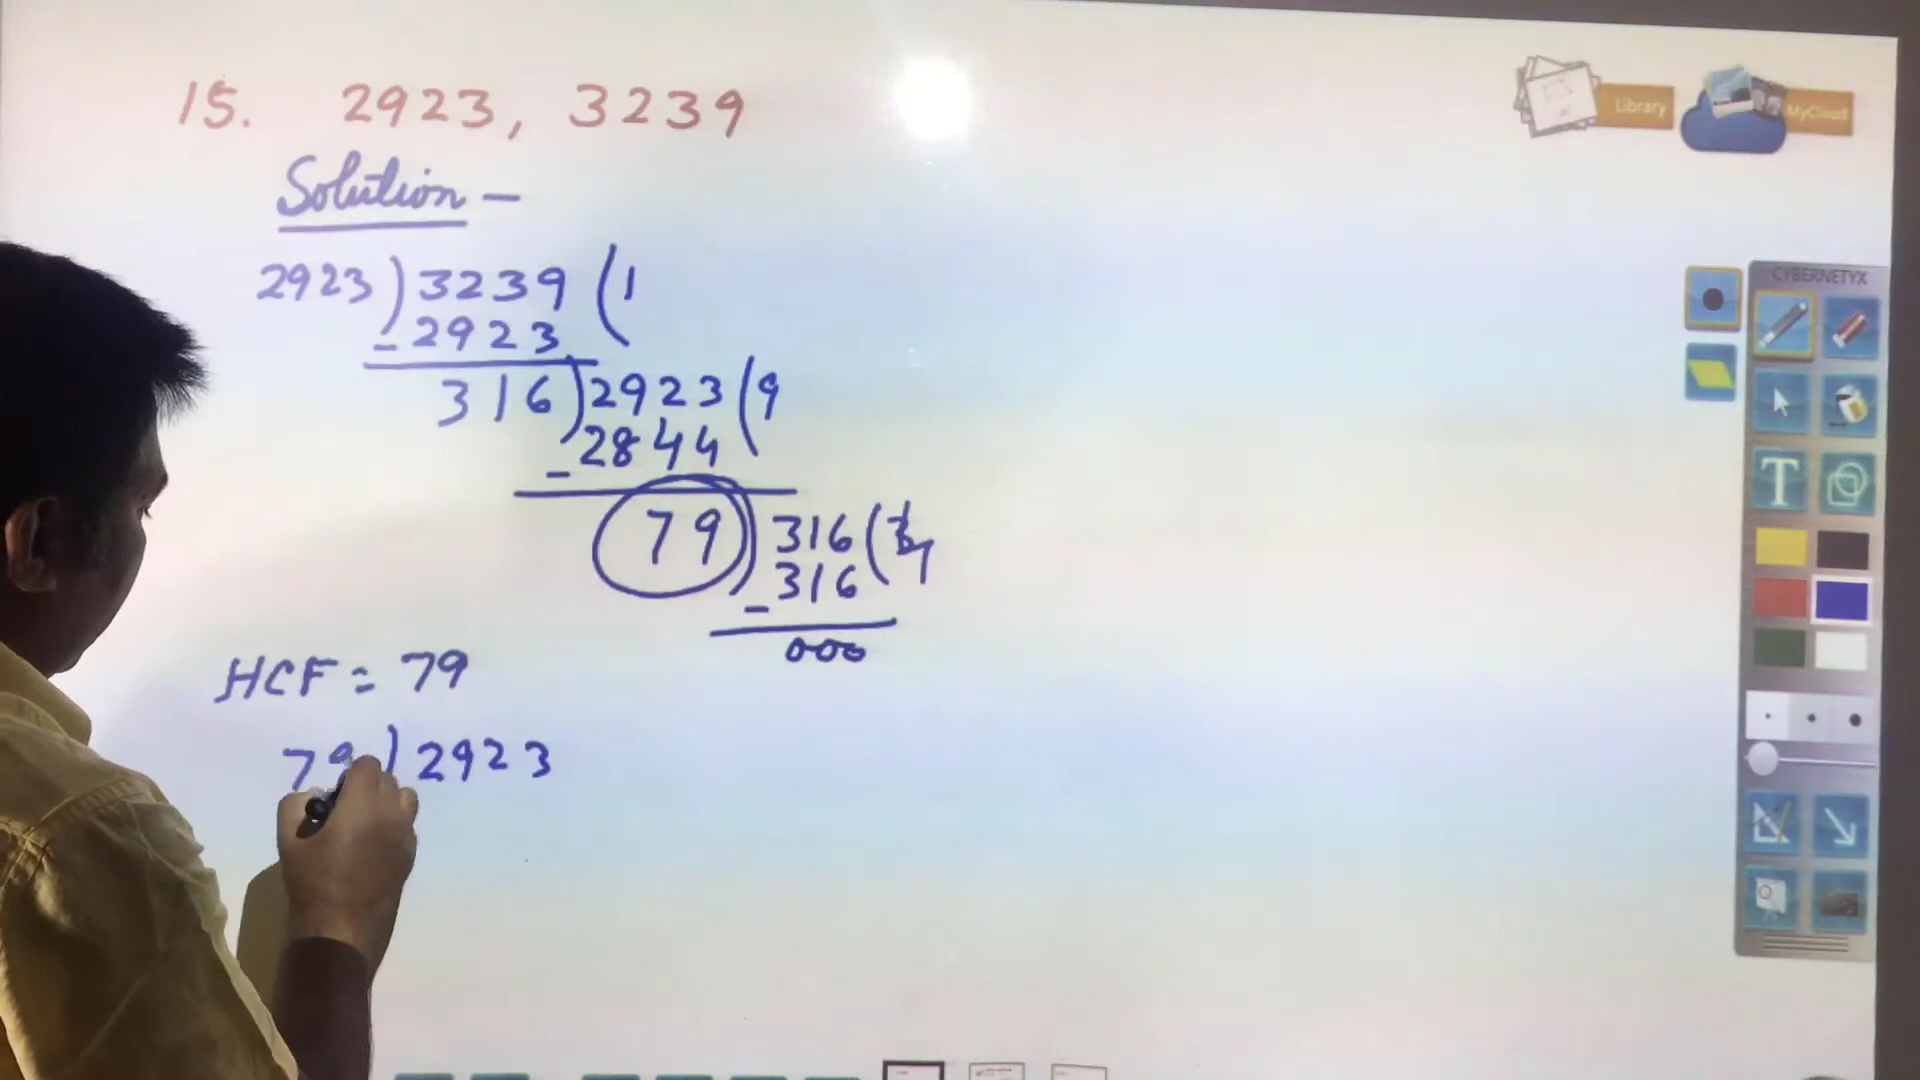 15. 2923, 3239
Solution -
2923 ) 3239 ( 1
- 2923
316 ) 2923 ( 9
- 2844
79 ) 316 ( 4
- 316
000
HCF = 79
79 ) 2923
Library
MyCloud
CYBERNETYX
T